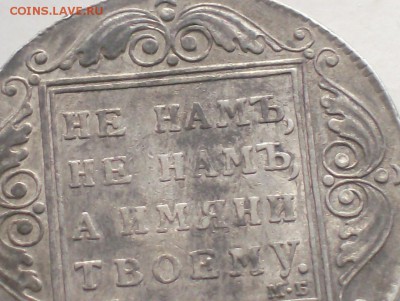 COINS.LAVE.RU
НЕ НАМЪ,
НЕ НАМЪ,
А ИМЯНИ
ТВОЕМУ.
М·Б